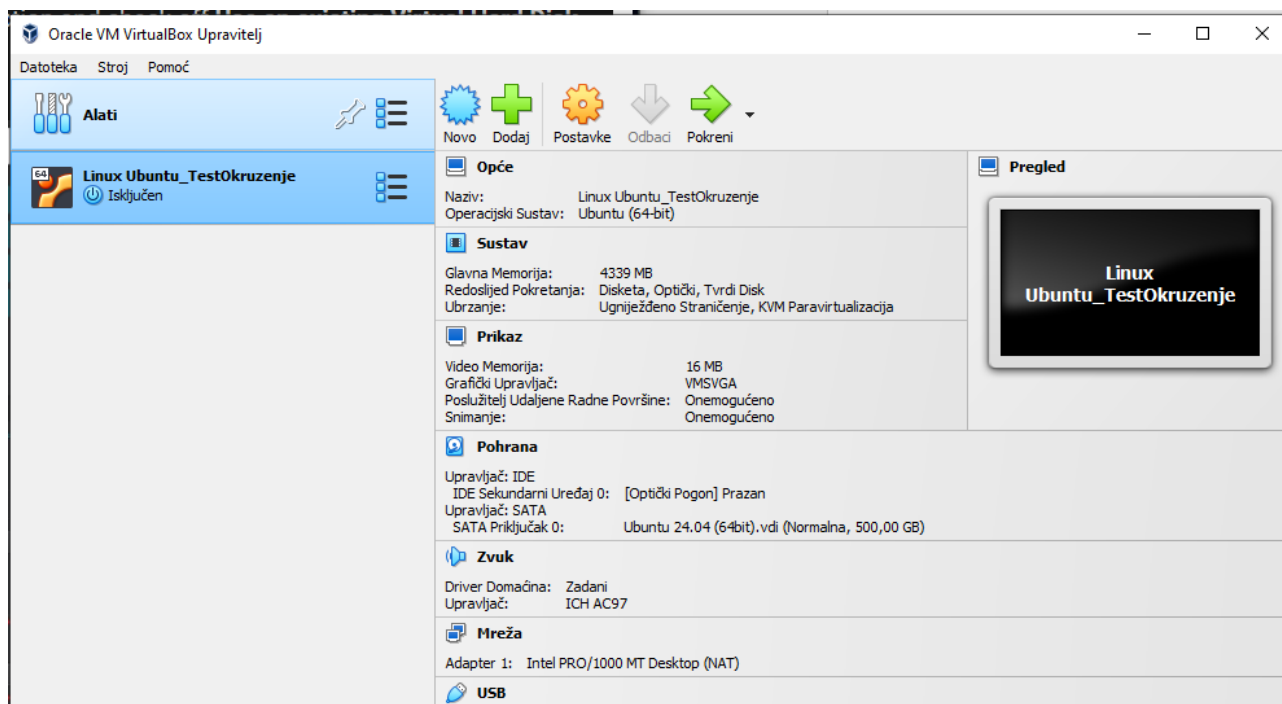 Oracle VM VirtualBox Upravitelj
Datoteka Stroj Pomoć
Alati
Novo Dodaj Postavke Odbaci Pokreni
64
Linux Ubuntu_TestOkruzenje
Isključen
Opće
Naziv: Linux Ubuntu_TestOkruzenje
Operacijski Sustav: Ubuntu (64-bit)
Sustav
Glavna Memorija: 4339 MB
Redoslijed Pokretanja: Disketa, Optički, Tvrdi Disk
Ubrzanje: Ugniježđeno Straničenje, KVM Paravirtualizacija
Prikaz
Video Memorija: 16 MB
Grafički Upravljač: VMSVGA
Poslužitelj Udaljene Radne Površine: Onemogućeno
Snimanje: Onemogućeno
Pohrana
Upravljač: IDE
IDE Sekundarni Uređaj 0: [Optički Pogon] Prazan
Upravljač: SATA
SATA Priključak 0: Ubuntu 24.04 (64bit).vdi (Normalna, 500,00 GB)
Zvuk
Driver Domaćina: Zadani
Upravljač: ICH AC97
Mreža
Adapter 1: Intel PRO/1000 MT Desktop (NAT)
USB
Pregled
Linux
Ubuntu_TestOkruzenje